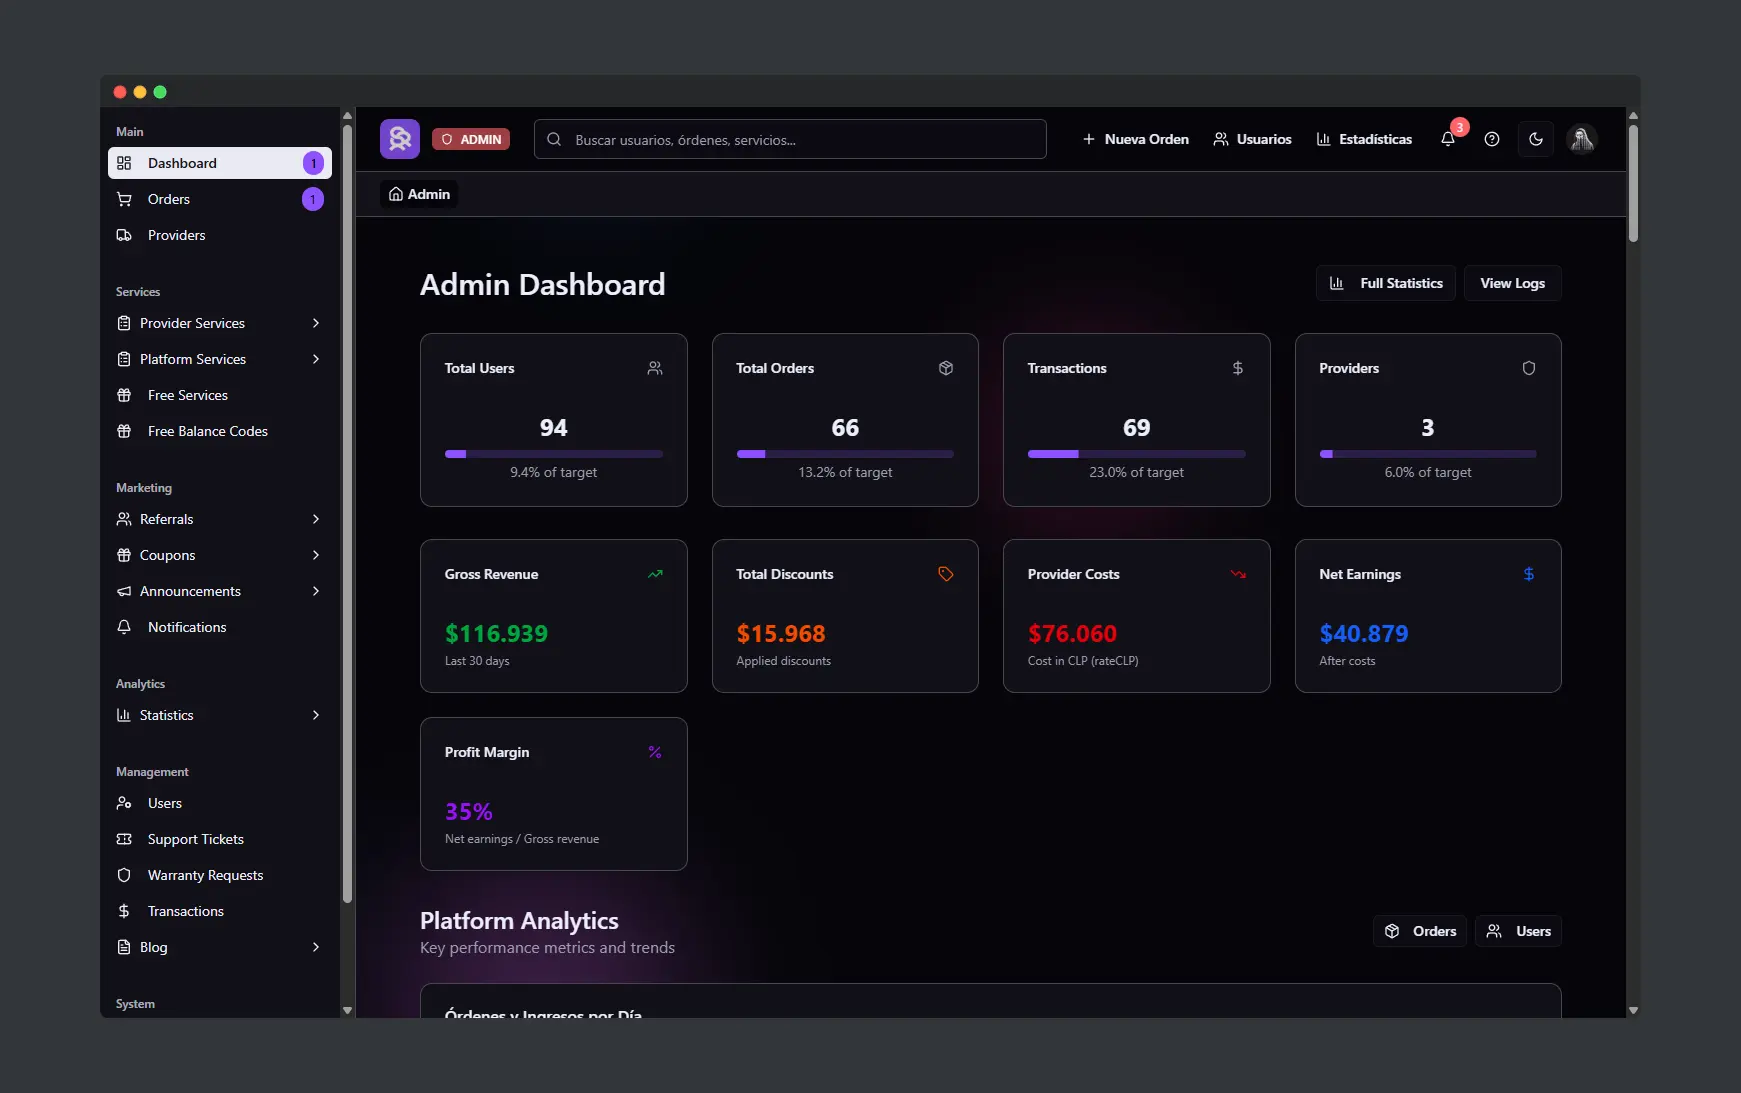 Main
Dashboard 1
Orders 1
Providers
Services
Provider Services
Platform Services
Free Services
Free Balance Codes
Marketing
Referrals
Coupons
Announcements
Notifications
Analytics
Statistics
Management
Users
Support Tickets
Warranty Requests
Transactions
Blog
System
ADMIN
Buscar usuarios, órdenes, servicios...
Nueva Orden
Usuarios
Estadísticas
3
Admin
Admin Dashboard
Full Statistics
View Logs
Total Users
94
9.4% of target
Total Orders
66
13.2% of target
Transactions
69
23.0% of target
Providers
3
6.0% of target
Gross Revenue
$116.939
Last 30 days
Total Discounts
$15.968
Applied discounts
Provider Costs
$76.060
Cost in CLP (rateCLP)
Net Earnings
$40.879
After costs
Profit Margin
35%
Net earnings / Gross revenue
Platform Analytics
Key performance metrics and trends
Orders
Users
Órdenes y Ingresos por Día